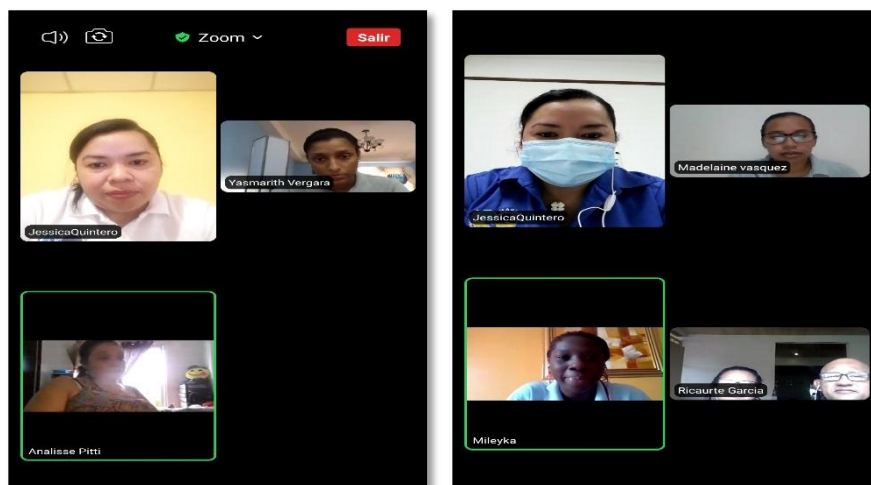 Zoom
Salir
JessicaQuintero
Yasmarith Vergara
Analisse Pitti
JessicaQuintero
Madelaine vasquez
Mileyka
Ricaurte Garcia